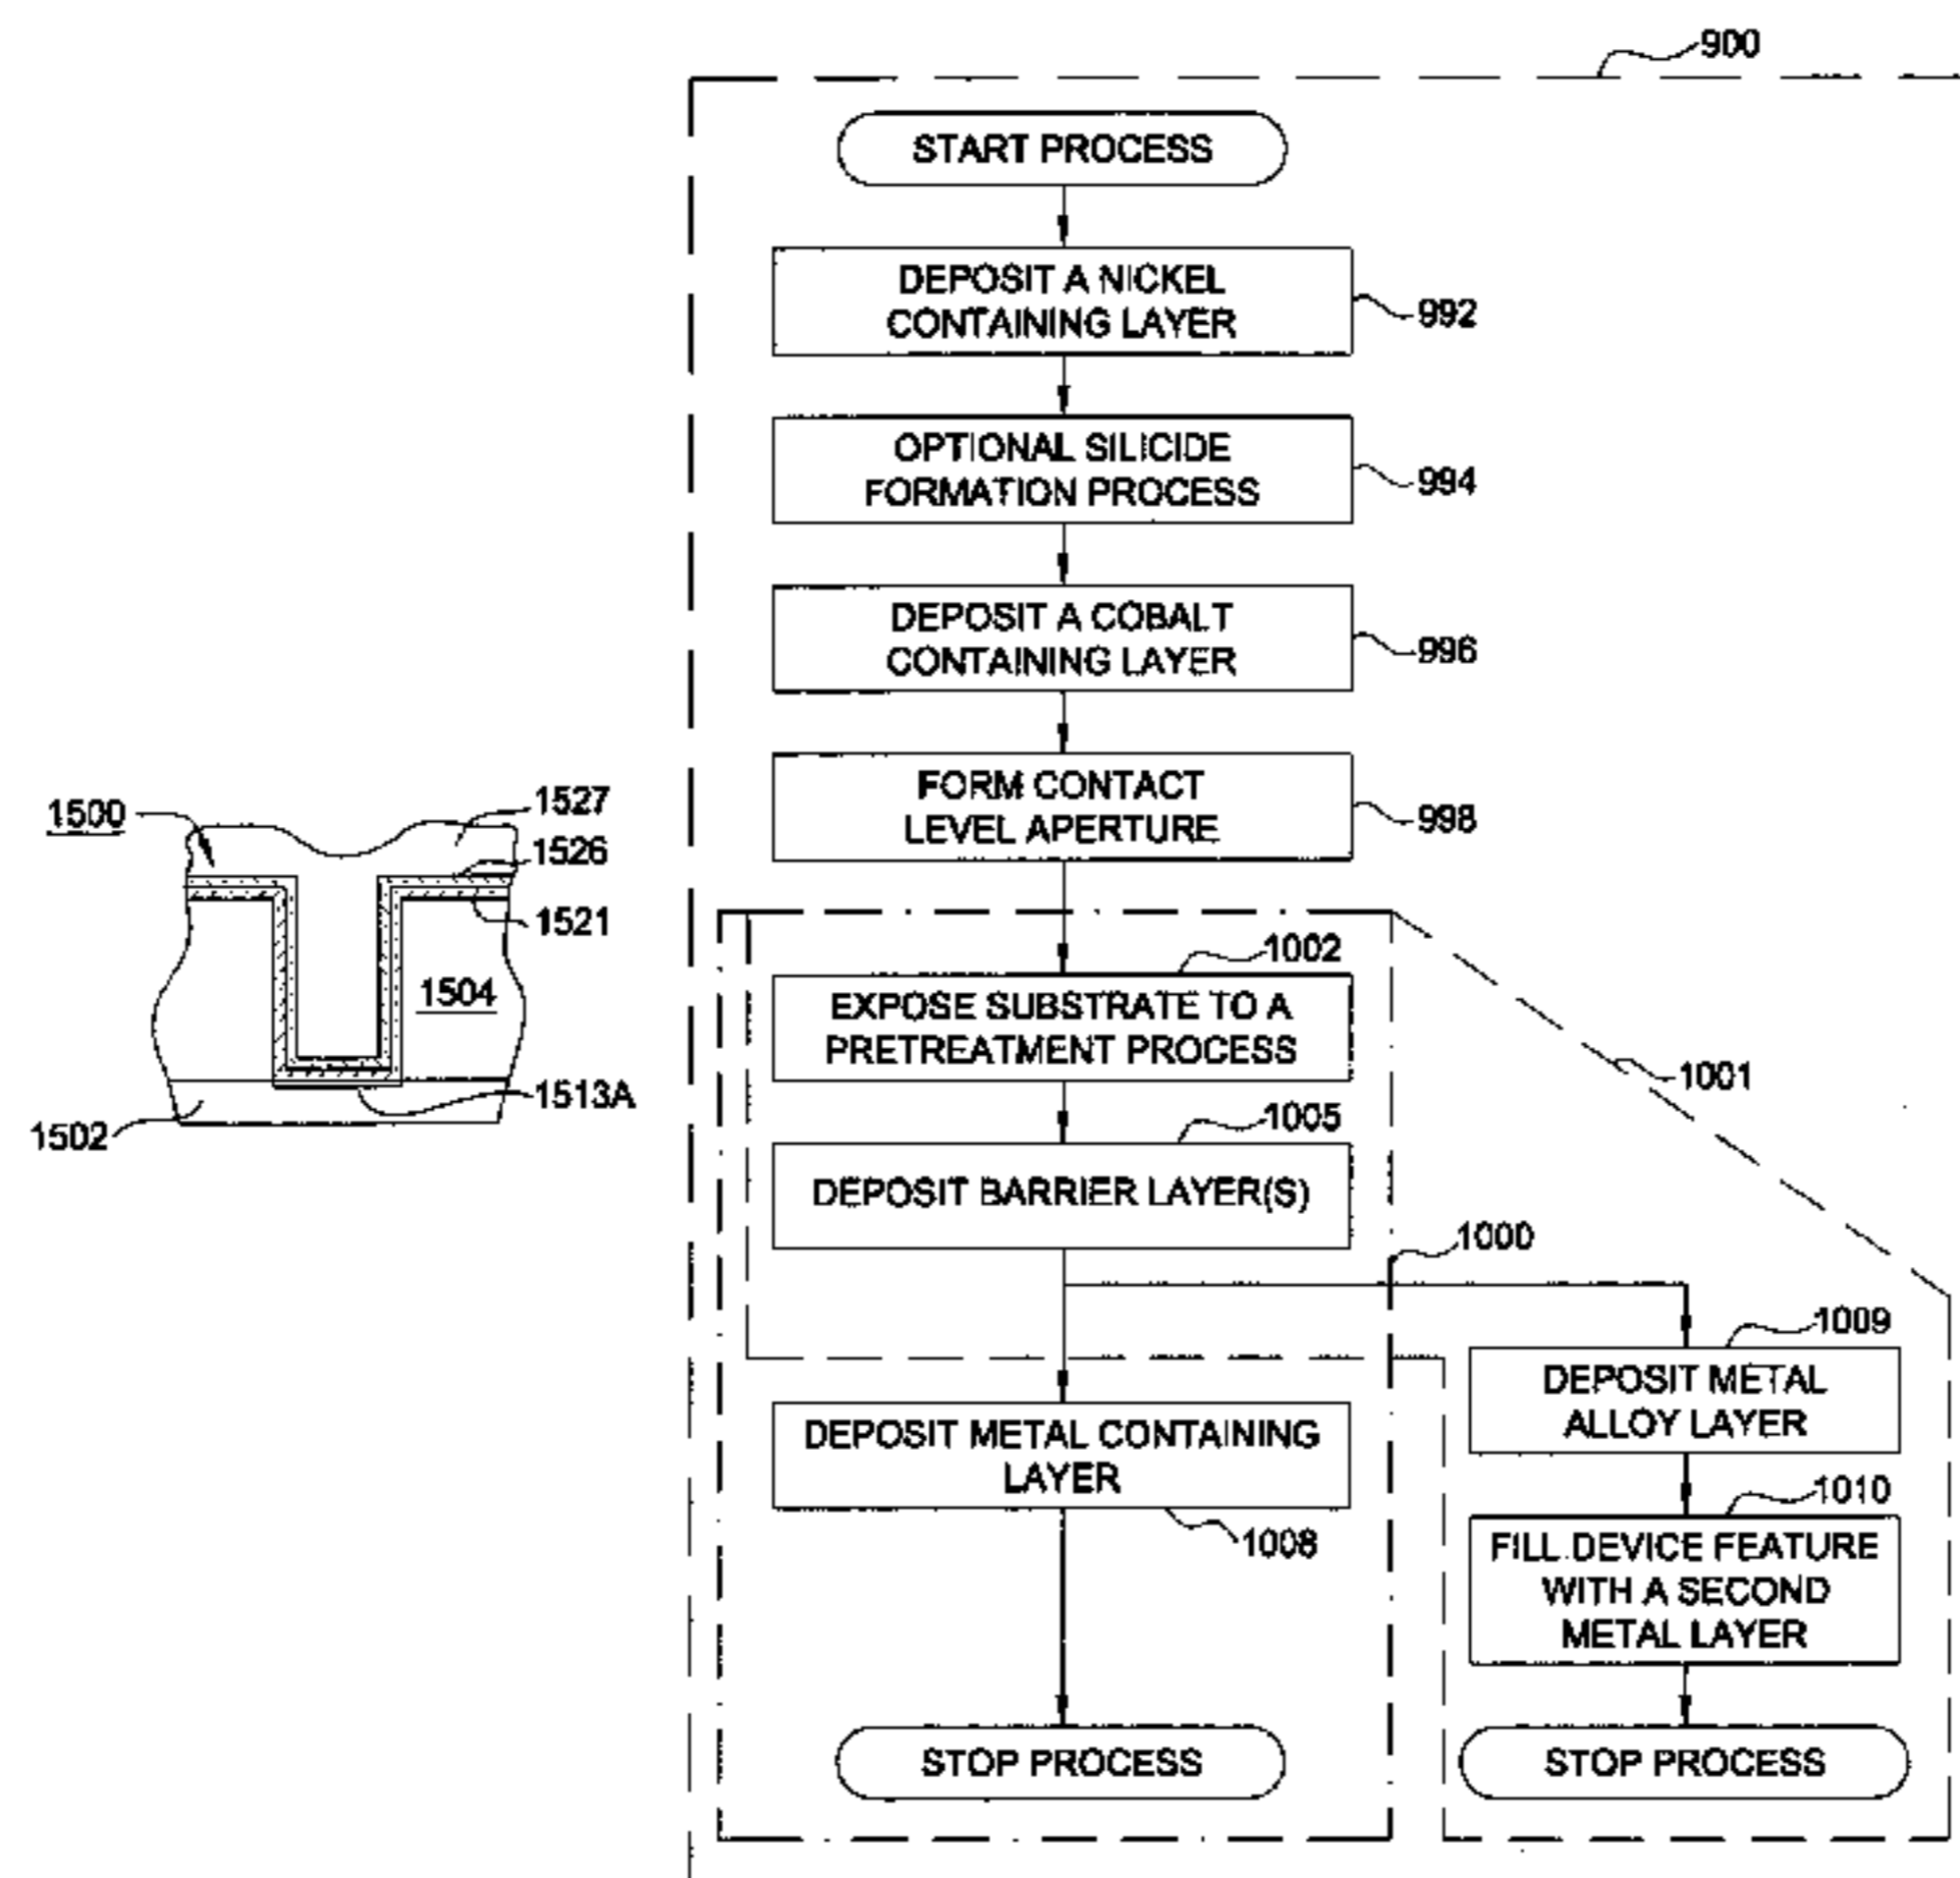 900
START PROCESS
DEPOSIT A NICKEL
CONTAINING LAYER
992
OPTIONAL SILICIDE
FORMATION PROCESS
994
DEPOSIT A COBALT
CONTAINING LAYER
996
FORM CONTACT
LEVEL APERTURE
998
1500
1527
1526
1521
1504
1513A
1502
1002
EXPOSE SUBSTRATE TO A
PRETREATMENT PROCESS
1001
1005
DEPOSIT BARRIER LAYER(S)
1000
1009
DEPOSIT METAL
ALLOY LAYER
DEPOSIT METAL CONTAINING
LAYER
1008
1010
FILL DEVICE FEATURE
WITH A SECOND
METAL LAYER
STOP PROCESS
STOP PROCESS